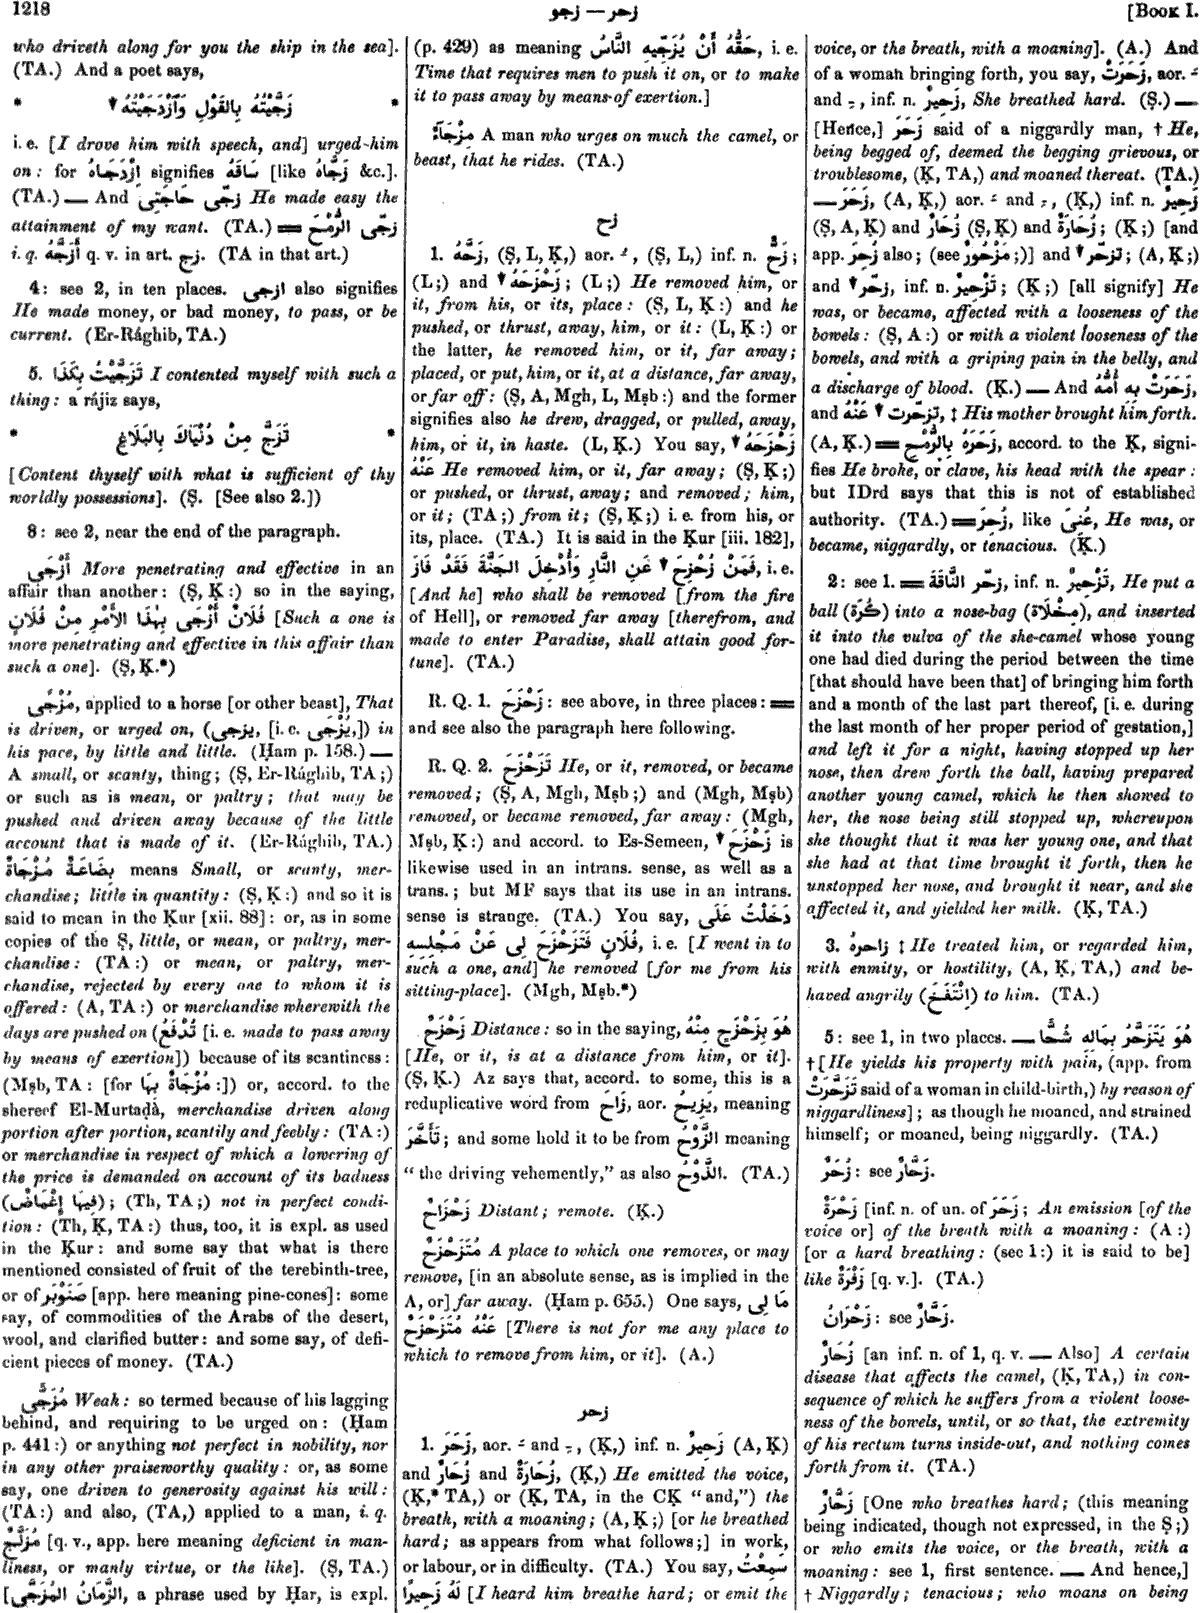 1218
زحر — زجو
[BOOK I.
who driveth along for you the ship in the sea].
(TA.) And a poet says,
* زَجَّيْتُهُ بِالقَوْلِ وَٱزْدَجَيْتُهُ ▼ *
i. e. [I drove him with speech, and] urged him
on: for اِزْدَجَاهُ signifies سَاقَهُ [like زَجَّاهُ &c.].
(TA.) — And زَجَّى حَاجَتِى He made easy the
attainment of my want. (TA.) = زَجَّى الرُّمْحَ
i. q. أَزَجَّهُ q. v. in art. زج. (TA in that art.)
4: see 2, in ten places. ازجى also signifies
He made money, or bad money, to pass, or be
current. (Er-Rághib, TA.)
5. تَزَجَّيْتُ بِكَذَا I contented myself with such a
thing: a rájiz says,
* تَزَجَّ مِنْ دُنْيَاكَ بِالبَلَاغِ *
[Content thyself with what is sufficient of thy
worldly possessions]. (Ṣ. [See also 2.])
8: see 2, near the end of the paragraph.
أَزْجَى More penetrating and effective in an
affair than another: (Ṣ, Ḳ:) so in the saying,
فُلَانٌ أَزْجَى بِهٰذَا الأَمْرِ مِنْ فُلَانٍ [Such a one is
more penetrating and effective in this affair than
such a one]. (Ṣ, Ḳ.*)
مُزْجًى, applied to a horse [or other beast], That
is driven, or urged on, (يزجى, [i. e. يُزْجَى,]) in
his pace, by little and little. (Ḥam p. 158.) —
A small, or scanty, thing; (Ṣ, Er-Rághib, TA;)
or such as is mean, or paltry; that may be
pushed and driven away because of the little
account that is made of it. (Er-Rághib, TA.)
بِضَاعَةٌ مُزْجَاةٌ means Small, or scanty, mer-
chandise; little in quantity: (Ṣ, Ḳ:) and so it is
said to mean in the Ḳur [xii. 88]: or, as in some
copies of the Ṣ, little, or mean, or paltry, mer-
chandise: (TA:) or mean, or paltry, mer-
chandise, rejected by every one to whom it is
offered: (A, TA:) or merchandise wherewith the
days are pushed on (تُدْفَعُ [i. e. made to pass away
by means of exertion]) because of its scantiness:
(Mṣb, TA: [for مُزْجَاةٌ بِهَا:]) or, accord. to the
shereef El-Murtaḍà, merchandise driven along
portion after portion, scantily and feebly: (TA:)
or merchandise in respect of which a lowering of
the price is demanded on account of its badness
(فِيهَا إِغْمَاضٌ); (Th, TA;) not in perfect condi-
tion: (Th, Ḳ, TA:) thus, too, it is expl. as used
in the Ḳur: and some say that what is there
mentioned consisted of fruit of the terebinth-tree,
or of صَنَوْبَر [app. here meaning pine-cones]: some
say, of commodities of the Arabs of the desert,
wool, and clarified butter: and some say, of defi-
cient pieces of money. (TA.)
مُزَجًّى Weak: so termed because of his lagging
behind, and requiring to be urged on: (Ḥam
p. 441:) or anything not perfect in nobility, nor
in any other praiseworthy quality: or, as some
say, one driven to generosity against his will:
(TA:) and also, (TA,) applied to a man, i. q.
مُزَلَّجٌ [q. v., app. here meaning deficient in man-
liness, or manly virtue, or the like]. (Ṣ, TA.)
[الزَّمَانُ المُزَجَّى, a phrase used by Ḥar, is expl.
(p. 429) as meaning حَقُّهُ أَنْ يُزَجِّيهِ النَّاسُ, i. e.
Time that requires men to push it on, or to make
it to pass away by means of exertion.]
مِزْجَآءٌ A man who urges on much the camel, or
beast, that he rides. (TA.)
زح
1. زَحَّهُ, (Ṣ, L, Ḳ,) aor. ـُ, (Ṣ, L,) inf. n. زَحٌّ;
(L;) and ▼ زَحْزَحَهُ; (L;) He removed him, or
it, from his, or its, place: (Ṣ, L, Ḳ:) and he
pushed, or thrust, away, him, or it: (L, Ḳ:) or
the latter, he removed him, or it, far away;
placed, or put, him, or it, at a distance, far away,
or far off: (Ṣ, A, Mgh, L, Mṣb:) and the former
signifies also he drew, dragged, or pulled, away,
him, or it, in haste. (L, Ḳ.) You say, ▼ زَحْزَحَهُ
عَنْهُ He removed him, or it, far away; (Ṣ, Ḳ;)
or pushed, or thrust, away; and removed; him,
or it; (TA;) from it; (Ṣ, Ḳ;) i. e. from his, or
its, place. (TA.) It is said in the Ḳur [iii. 182],
فَمَنْ زُحْزِحَ ▼ عَنِ النَّارِ وَأُدْخِلَ الجَنَّةَ فَقَدْ فَازَ, i. e.
[And he] who shall be removed [from the fire
of Hell], or removed far away [therefrom, and
made to enter Paradise, shall attain good for-
tune]. (TA.)
R. Q. 1. زَحْزَحَ: see above, in three places: =
and see also the paragraph here following.
R. Q. 2. تَزَحْزَحَ He, or it, removed, or became
removed; (Ṣ, A, Mgh, Mṣb;) and (Mgh, Mṣb)
removed, or became removed, far away: (Mgh,
Mṣb, Ḳ:) and accord. to Es-Semeen, ▼ زَحْزَحَ is
likewise used in an intrans. sense, as well as a
trans.; but MF says that its use in an intrans.
sense is strange. (TA.) You say, دَخَلْتُ عَلَى
فُلَانٍ فَتَزَحْزَحَ لِى عَنْ مَجْلِسِهِ, i. e. [I went in to
such a one, and] he removed [for me from his
sitting-place]. (Mgh, Mṣb.*)
زَحْزَحٌ Distance: so in the saying, هُوَ بِزَحْزَحٍ مِنْهُ
[He, or it, is at a distance from him, or it].
(Ṣ, Ḳ.) Az says that, accord. to some, this is a
reduplicative word from زَاحَ, aor. يَزِيحُ, meaning
تَأَخَّرَ; and some hold it to be from الزَّوْحُ meaning
“the driving vehemently,” as also الذَّوْحُ. (TA.)
زَحْزَاحٌ Distant; remote. (Ḳ.)
مُتَزَحْزَحٌ A place to which one removes, or may
remove, [in an absolute sense, as is implied in the
A, or] far away. (Ḥam p. 655.) One says, مَا لِى
عَنْهُ مُتَزَحْزَحٌ [There is not for me any place to
which to remove from him, or it]. (A.)
زحر
1. زَحَرَ, aor. ـَ and ـِ, (Ḳ,) inf. n. زَحِيرٌ (A, Ḳ)
and زُحَارٌ and زُحَارَةٌ, (Ḳ,) He emitted the voice,
(Ḳ,* TA,) or (Ḳ, TA, in the CḲ “and,”) the
breath, with a moaning; (A, Ḳ;) [or he breathed
hard; as appears from what follows;] in work,
or labour, or in difficulty. (TA.) You say, سَمِعْتُ
لَهُ زَحِيرًا [I heard him breathe hard; or emit the
voice, or the breath, with a moaning]. (A.) And
of a woman bringing forth, you say, زَحَرَتْ, aor. ـَ
and ـِ, inf. n. زَحِيرٌ, She breathed hard. (Ṣ.) —
[Hence,] زَحَرَ said of a niggardly man, † He,
being begged of, deemed the begging grievous, or
troublesome, (Ḳ, TA,) and moaned thereat. (TA.)
— زَحَرَ, (A, Ḳ,) aor. ـَ and ـِ, (Ḳ,) inf. n. زَحِيرٌ
(Ṣ, A, Ḳ) and زُحَارٌ (Ṣ, Ḳ) and زُحَارَةٌ; (Ḳ;) [and
app. زُحِرَ also; (see مَزْحُورٌ;)] and ▼ تزحّر; (A, Ḳ;)
and ▼ زحّر, inf. n. تَزْحِيرٌ; (Ḳ;) [all signify] He
was, or became, affected with a looseness of the
bowels: (Ṣ, A:) or with a violent looseness of the
bowels, and with a griping pain in the belly, and
a discharge of blood. (Ḳ.) — And زَحَرَتْ بِهِ أُمُّهُ,
and ▼ تزحّرت عَنْهُ, ‡ His mother brought him forth.
(A, Ḳ.) = زَحَرَهُ بِالرُّمْحِ, accord. to the Ḳ, signi-
fies He broke, or clave, his head with the spear:
but IDrd says that this is not of established
authority. (TA.) = زُحِرَ, like عُنِىَ, He was, or
became, niggardly, or tenacious. (Ḳ.)
2: see 1. = زحّر النَّاقَةَ, inf. n. تَزْحِيرٌ, He put a
ball (كُرَة) into a nose-bag (مِخْلَاة), and inserted
it into the vulva of the she-camel whose young
one had died during the period between the time
[that should have been that] of bringing him forth
and a month of the last part thereof, [i. e. during
the last month of her proper period of gestation,]
and left it for a night, having stopped up her
nose, then drew forth the ball, having prepared
another young camel, which he then showed to
her, the nose being still stopped up, whereupon
she thought that it was her young one, and that
she had at that time brought it forth, then he
unstopped her nose, and brought it near, and she
affected it, and yielded her milk. (Ḳ, TA.)
3. زاحرهُ ‡ He treated him, or regarded him,
with enmity, or hostility, (A, Ḳ, TA,) and be-
haved angrily (اِنْتَفَخَ) to him. (TA.)
5: see 1, in two places. — هُوَ يَتَزَحَّرُ بِمَالِهِ شُحًّا
† [He yields his property with pain, (app. from
تَزَحَّرَتْ said of a woman in child-birth,) by reason of
niggardliness]; as though he moaned, and strained
himself; or moaned, being niggardly. (TA.)
زُحَرٌ: see زَحَّارٌ.
زَحْرَةٌ [inf. n. of un. of زَحَرَ; An emission [of the
voice or] of the breath with a moaning: (A:)
[or a hard breathing: (see 1:) it is said to be]
like زَفْرَةٌ [q. v.]. (TA.)
زَحْرَانُ: see زَحَّارٌ.
زُحَارٌ [an inf. n. of 1, q. v. — Also] A certain
disease that affects the camel, (Ḳ, TA,) in con-
sequence of which he suffers from a violent loose-
ness of the bowels, until, or so that, the extremity
of his rectum turns inside-out, and nothing comes
forth from it. (TA.)
زَحَّارٌ [One who breathes hard; (this meaning
being indicated, though not expressed, in the Ṣ;)
or who emits the voice, or the breath, with a
moaning: see 1, first sentence. — And hence,]
† Niggardly; tenacious; who moans on being